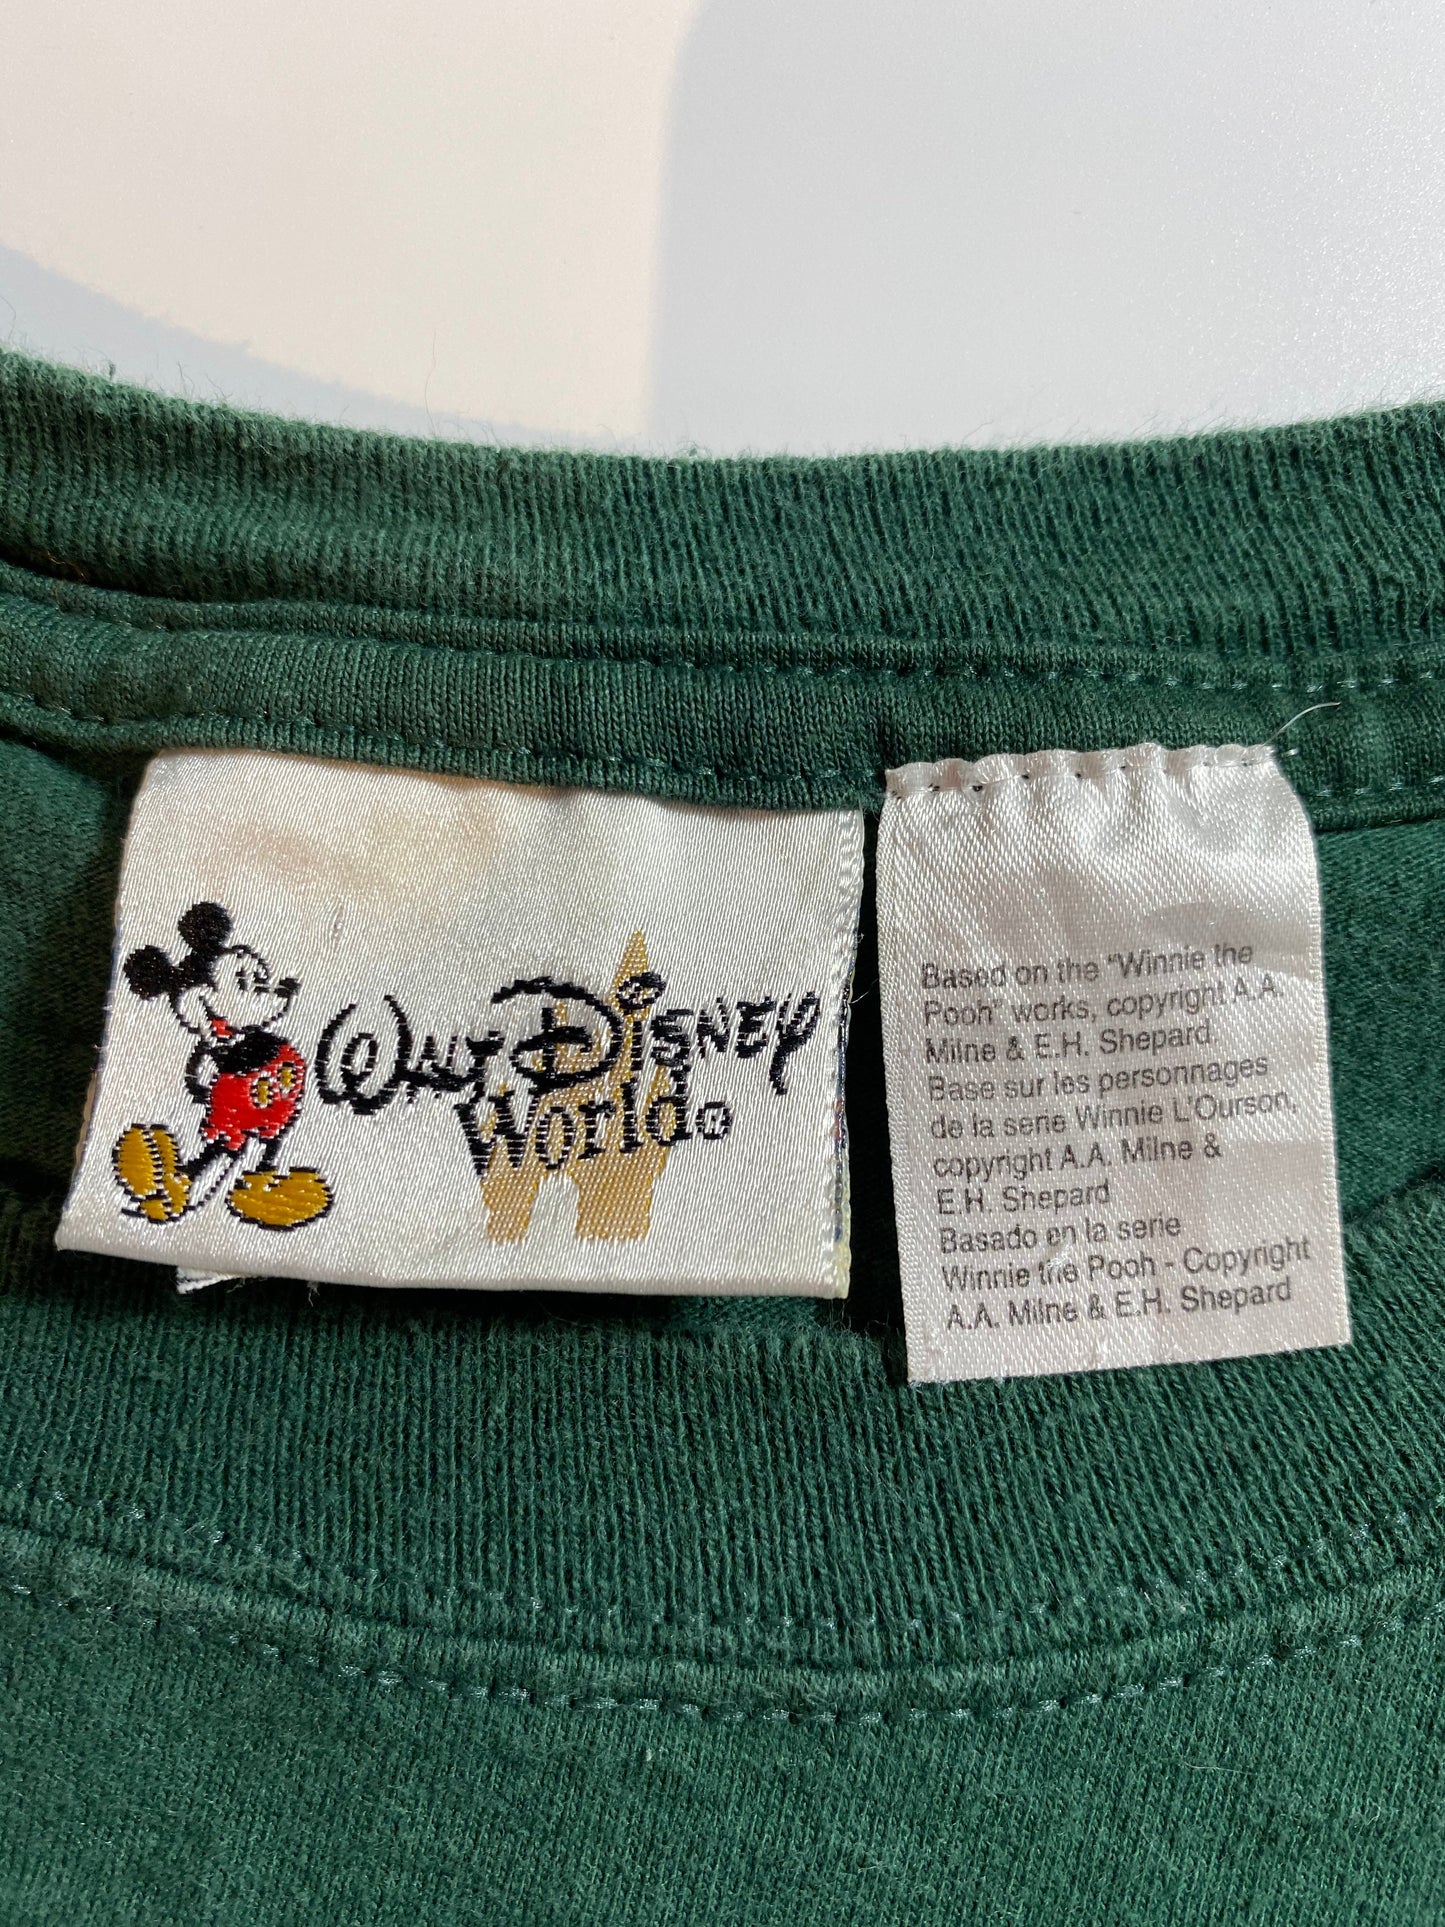 Walt Disney
World®
Based on the "Winnie the
Pooh" works, copyright A.A.
Milne & E.H. Shepard
Base sur les personnages
de la serie Winnie L'Ourson,
copyright A.A. Milne &
E.H. Shepard
Basado en la serie
Winnie the Pooh - Copyright
A.A. Milne & E.H. Shepard